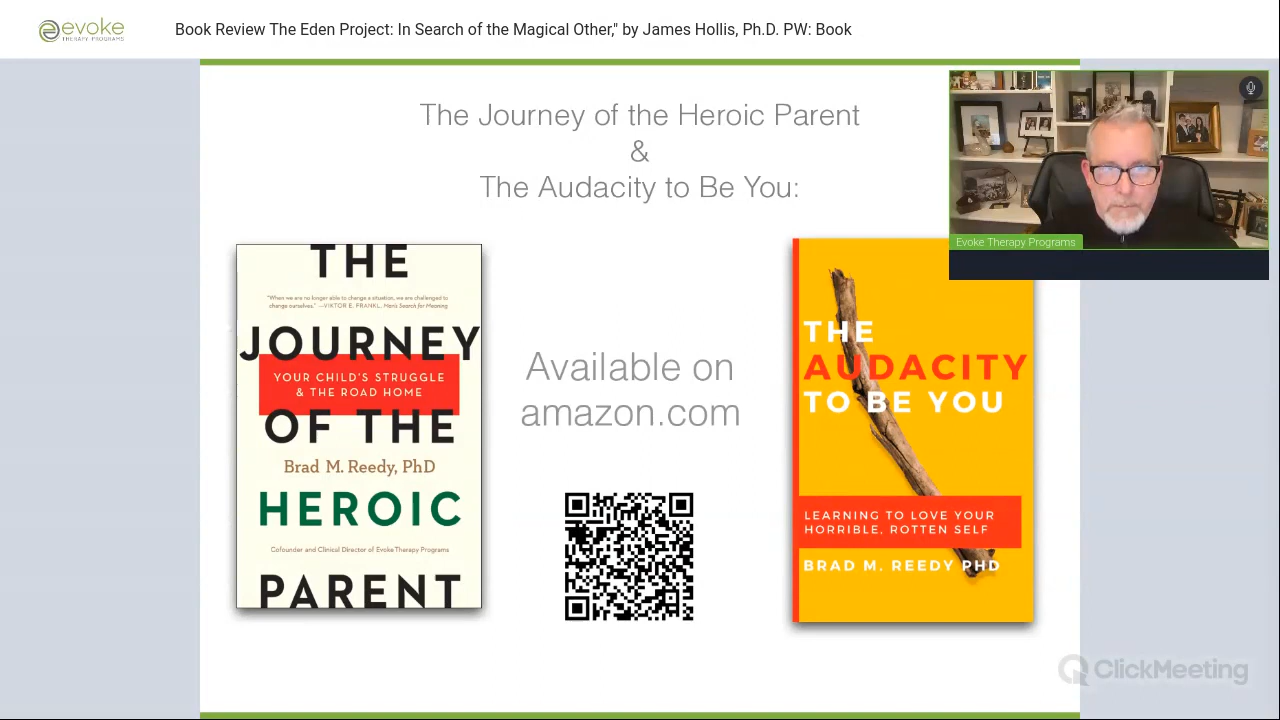 evoke
THERAPY PROGRAMS
Book Review The Eden Project: In Search of the Magical Other," by James Hollis, Ph.D. PW: Book
The Journey of the Heroic Parent
&
The Audacity to Be You:
Evoke Therapy Programs
THE
"When we are no longer able to change a situation, we are challenged to
change ourselves." —VIKTOR E. FRANKL, Man's Search for Meaning
JOURNEY
YOUR CHILD'S STRUGGLE
& THE ROAD HOME
OF THE
Brad M. Reedy, PhD
HEROIC
Cofounder and Clinical Director of Evoke Therapy Programs
PARENT
Available on
amazon.com
THE
AUDACITY
TO BE YOU
LEARNING TO LOVE YOUR
HORRIBLE, ROTTEN SELF
BRAD M. REEDY PHD
ClickMeeting